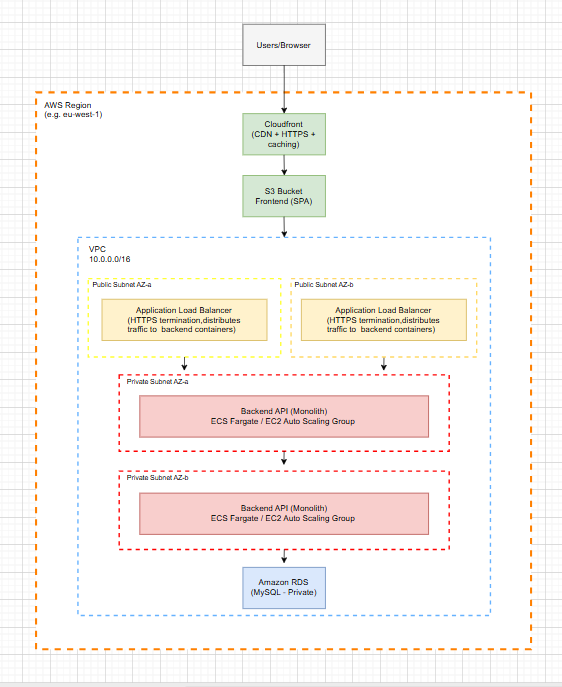 Users/Browser
AWS Region
(e.g. eu-west-1)
Cloudfront
(CDN + HTTPS +
caching)
S3 Bucket
Frontend (SPA)
VPC
10.0.0.0/16
Public Subnet AZ-a
Public Subnet AZ-b
Application Load Balancer
(HTTPS termination,distributes
traffic to backend containers)
Application Load Balancer
(HTTPS termination,distributes
traffic to backend containers)
Private Subnet AZ-a
Backend API (Monolith)
ECS Fargate / EC2 Auto Scaling Group
Private Subnet AZ-b
Backend API (Monolith)
ECS Fargate / EC2 Auto Scaling Group
Amazon RDS
(MySQL - Private)